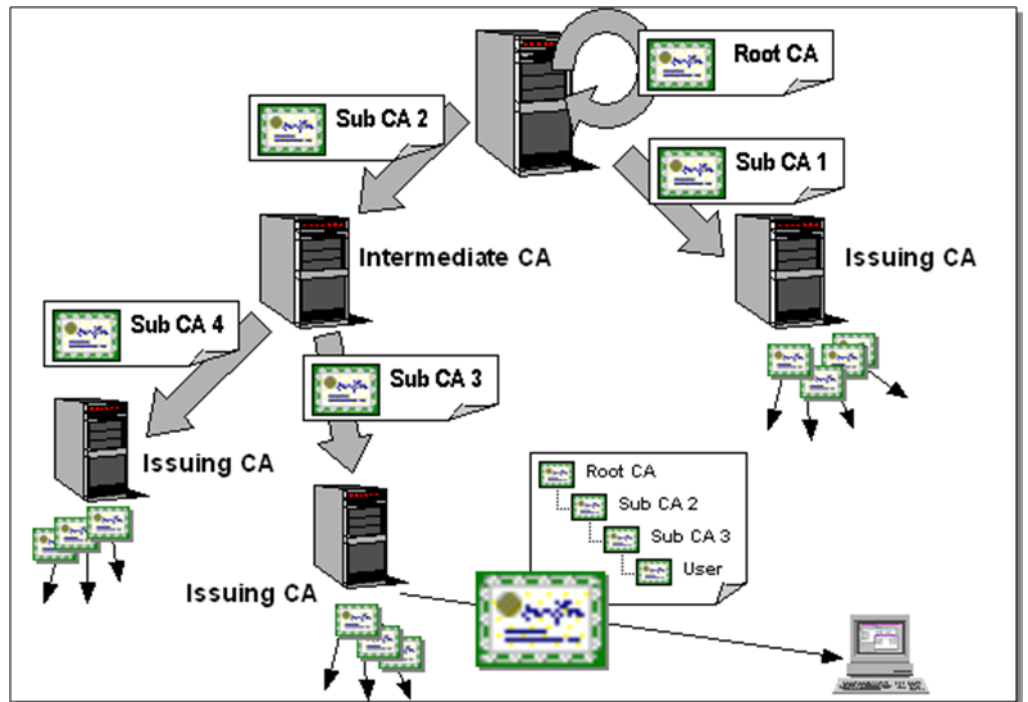 Root CA
Sub CA 2
Sub CA 1
Intermediate CA
Issuing CA
Sub CA 4
Sub CA 3
Issuing CA
Root CA
Sub CA 2
Sub CA 3
User
Issuing CA